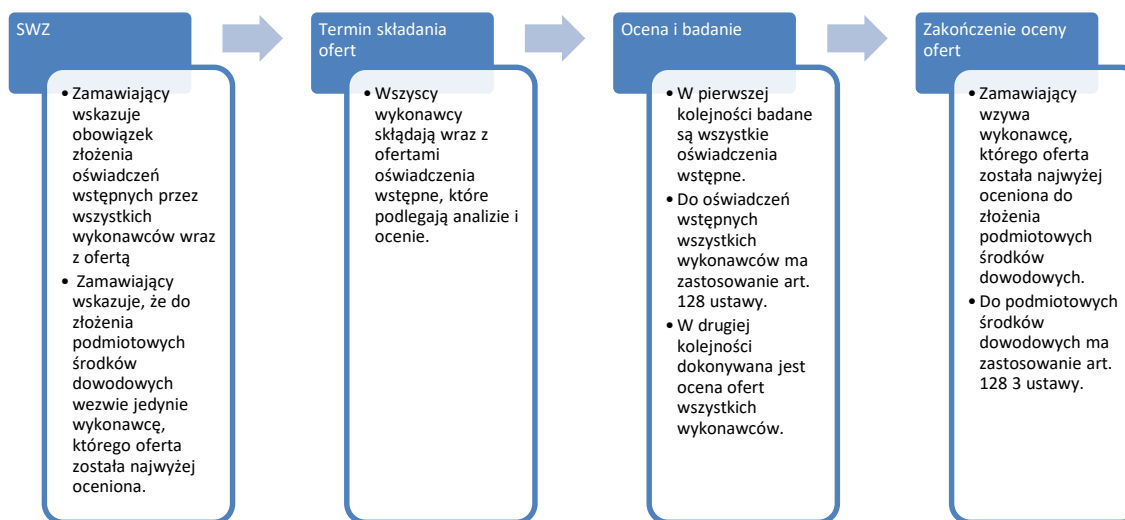 SWZ
• Zamawiający
wskazuje
obowiązek
złożenia
oświadczeń
wstępnych przez
wszystkich
wykonawców wraz
z ofertą
• Zamawiający
wskazuje, że do
złożenia
podmiotowych
środków
dowodowych
wezwie jedynie
wykonawcę,
którego oferta
została najwyżej
oceniona.
Termin składania
ofert
• Wszyscy
wykonawcy
skłądają wraz z
ofertami
oświadczenia
wstępne, które
podlegają analizie i
ocenie.
Ocena i badanie
• W pierwszej
kolejności badane
są wszystkie
oświadczenia
wstępne.
• Do oświadczeń
wstępnych
wszystkich
wykonawców ma
zastosowanie art.
128 ustawy.
• W drugiej
kolejności
dokonywana jest
ocena ofert
wszystkich
wykonawców.
Zakończenie oceny
ofert
• Zamawiający
wzywa
wykonawcę,
którego oferta
została najwyżej
oceniona do
złożenia
podmiotowych
środków
dowodowych.
• Do podmiotowych
środków
dowodowych ma
zastosowanie art.
128 3 ustawy.